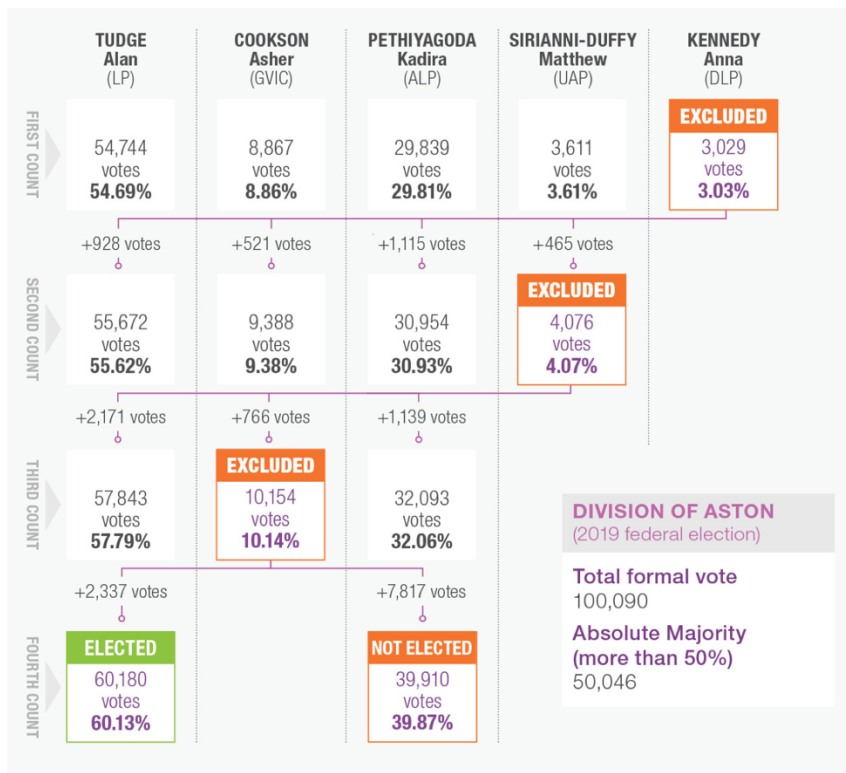 TUDGE
Alan
(LP)
COOKSON
Asher
(GVIC)
PETHIYAGODA
Kadira
(ALP)
SIRIANNI-DUFFY
Matthew
(UAP)
KENNEDY
Anna
(DLP)
FIRST COUNT
54,744
votes
54.69%
8,867
votes
8.86%
29,839
votes
29.81%
3,611
votes
3.61%
EXCLUDED
3,029
votes
3.03%
+928 votes
+521 votes
+1,115 votes
+465 votes
SECOND COUNT
55,672
votes
55.62%
9,388
votes
9.38%
30,954
votes
30.93%
EXCLUDED
4,076
votes
4.07%
+2,171 votes
+766 votes
+1,139 votes
THIRD COUNT
57,843
votes
57.79%
EXCLUDED
10,154
votes
10.14%
32,093
votes
32.06%
+2,337 votes
+7,817 votes
FOURTH COUNT
ELECTED
60,180
votes
60.13%
NOT ELECTED
39,910
votes
39.87%
DIVISION OF ASTON
(2019 federal election)
Total formal vote
100,090
Absolute Majority
(more than 50%)
50,046